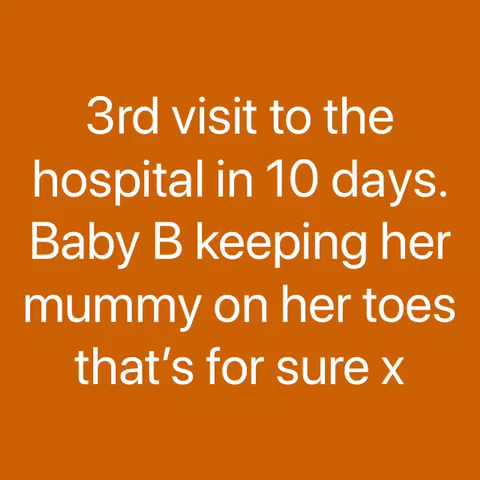 3rd visit to the
hospital in 10 days.
Baby B keeping her
mummy on her toes
that’s for sure x